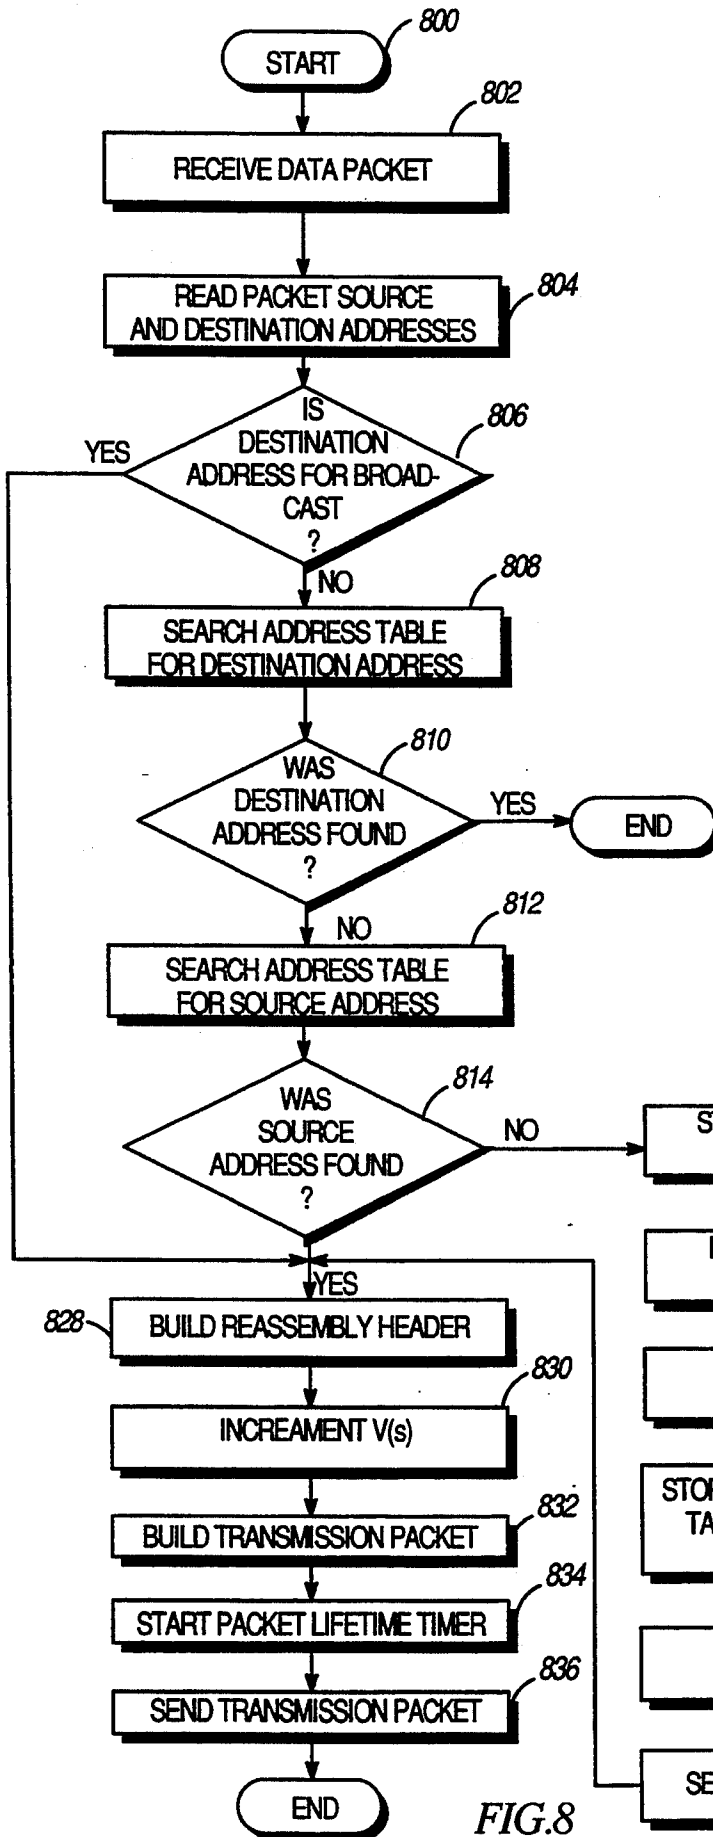 800
START
802
RECEIVE DATA PACKET
804
READ PACKET SOURCE
AND DESTINATION ADDRESSES
806
YES
IS
DESTINATION
ADDRESS FOR BROAD-
CAST
?
NO
808
SEARCH ADDRESS TABLE
FOR DESTINATION ADDRESS
810
WAS
DESTINATION
ADDRESS FOUND
?
YES
END
NO
812
SEARCH ADDRESS TABLE
FOR SOURCE ADDRESS
814
WAS
SOURCE
ADDRESS FOUND
?
NO
YES
828
BUILD REASSEMBLY HEADER
830
INCREAMENT V(s)
832
BUILD TRANSMISSION PACKET
834
START PACKET LIFETIME TIMER
836
SEND TRANSMISSION PACKET
END
TA
SE
FIG.8